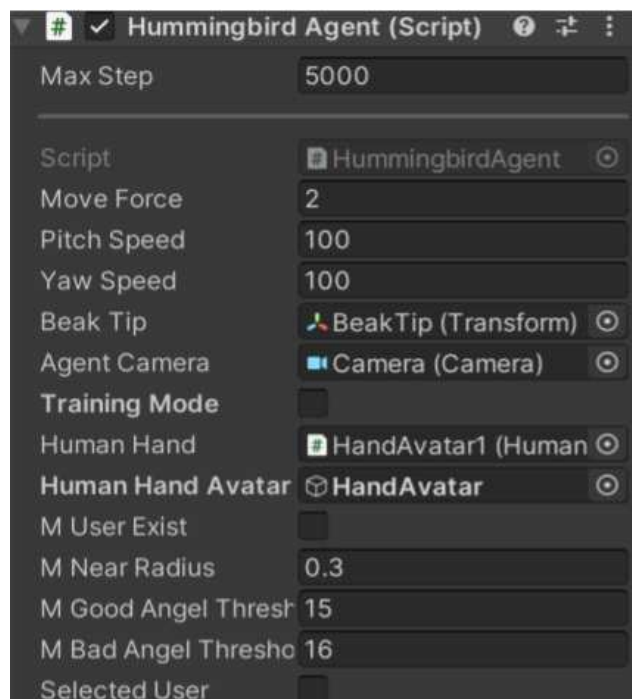 # Hummingbird Agent (Script)
Max Step 5000
Script # HummingbirdAgent
Move Force 2
Pitch Speed 100
Yaw Speed 100
Beak Tip BeakTip (Transform)
Agent Camera Camera (Camera)
Training Mode
Human Hand # HandAvatar1 (Human
Human Hand Avatar HandAvatar
M User Exist
M Near Radius 0.3
M Good Angel Thresh 15
M Bad Angel Thresho 16
Selected User